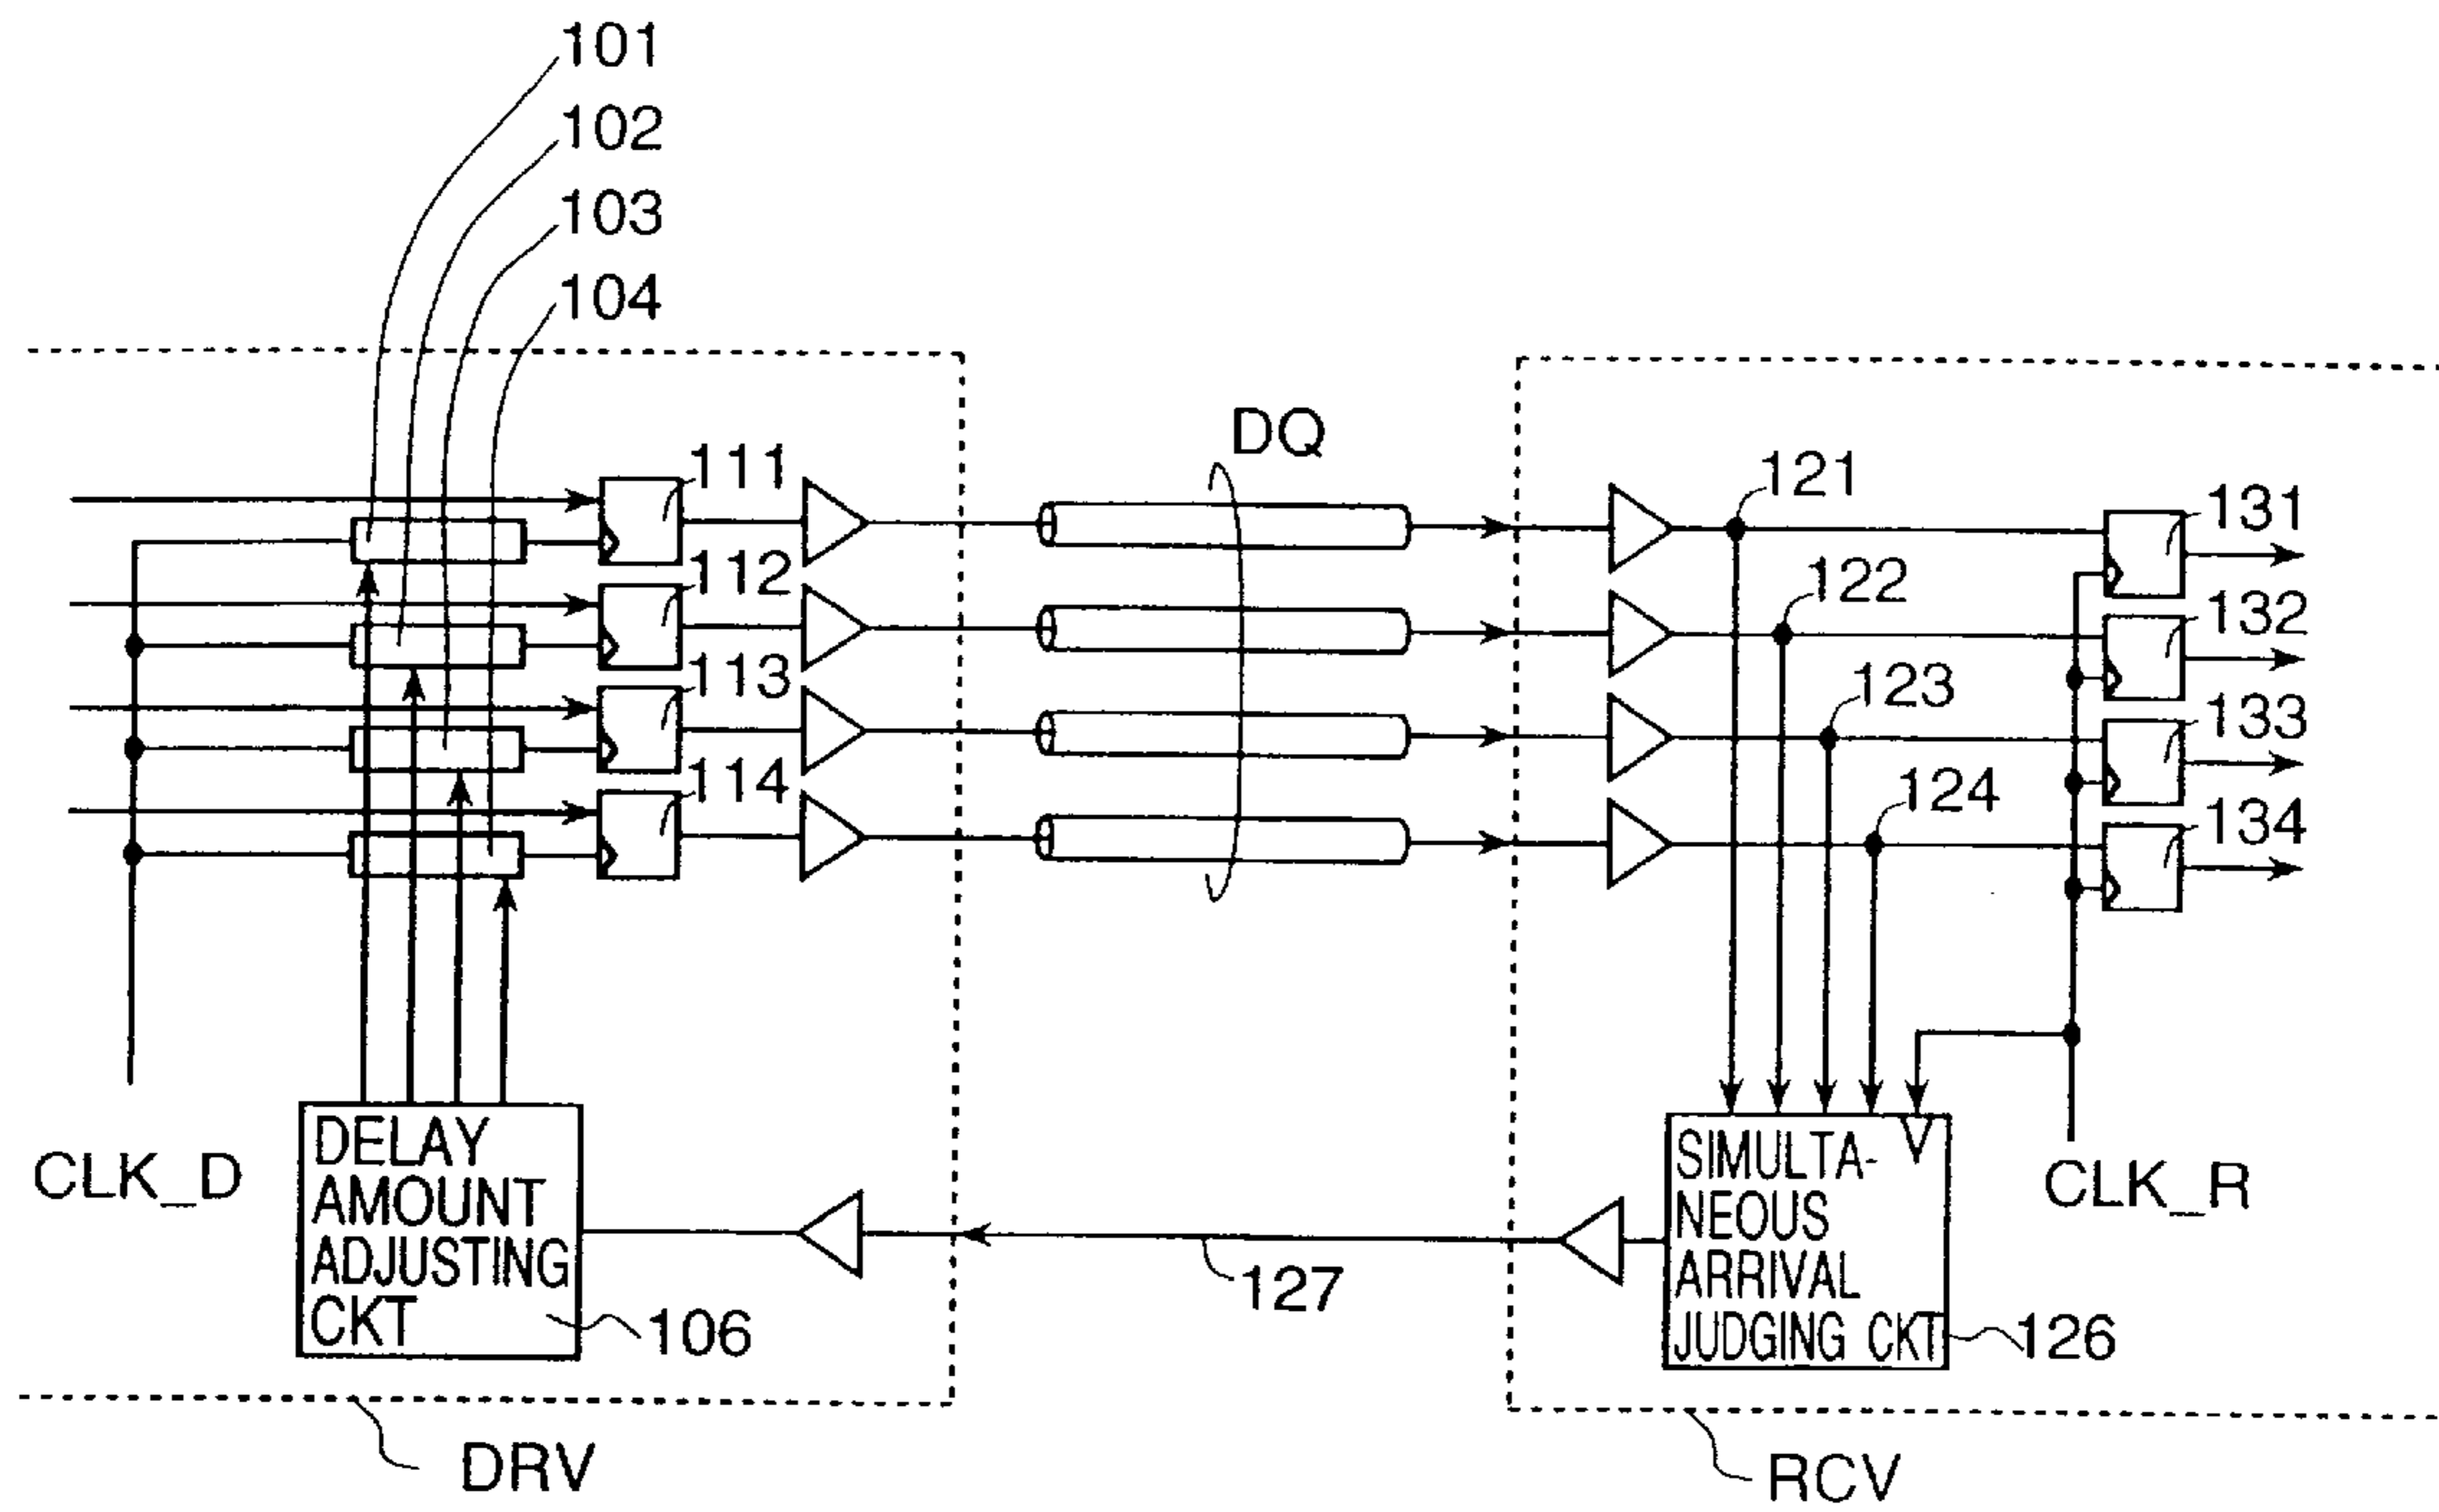 101
102
103
104
DQ
111
112
113
114
121
122
123
124
131
132
133
134
CLK_D
DELAY
AMOUNT
ADJUSTING
CKT
106
127
SIMULTA-
NEOUS
ARRIVAL
JUDGING CKT
126
CLK_R
DRV
RCV